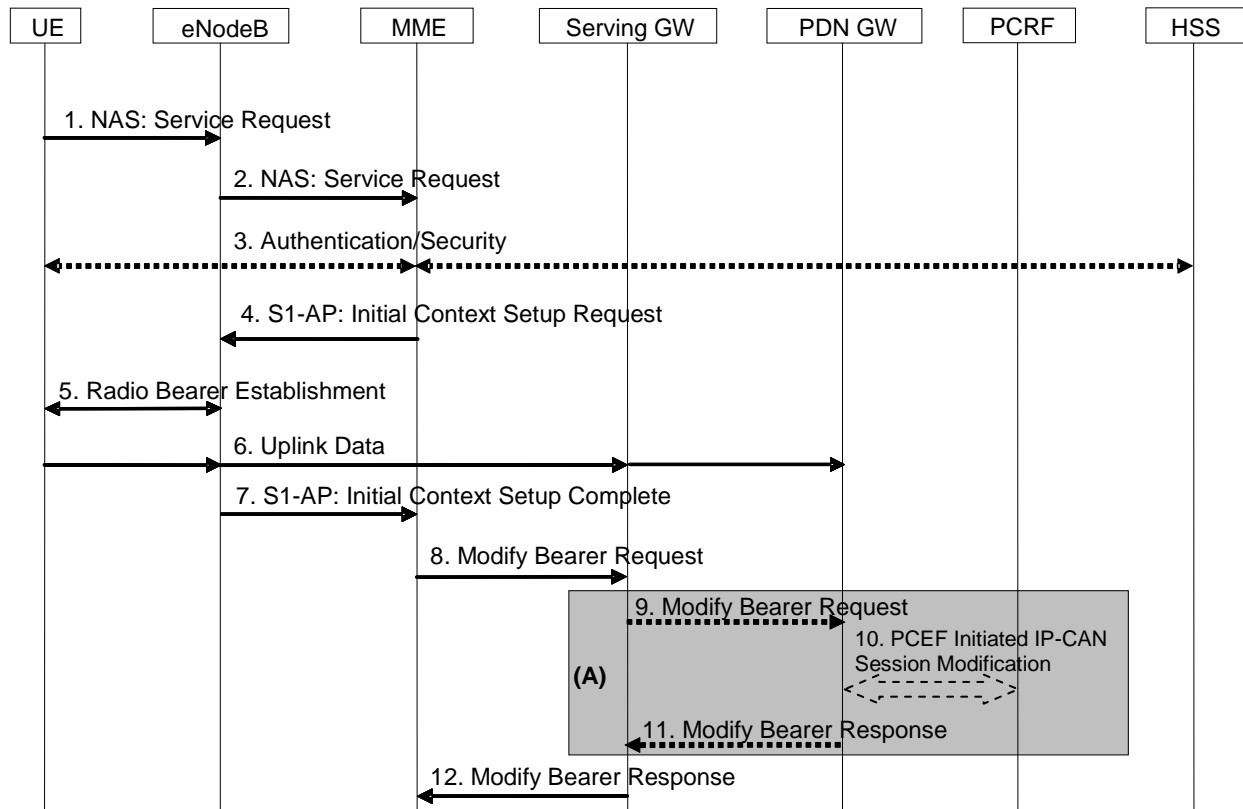 UE
eNodeB
MME
Serving GW
PDN GW
PCRF
HSS
1. NAS: Service Request
2. NAS: Service Request
3. Authentication/Security
4. S1-AP: Initial Context Setup Request
5. Radio Bearer Establishment
6. Uplink Data
7. S1-AP: Initial Context Setup Complete
8. Modify Bearer Request
9. Modify Bearer Request
10. PCEF Initiated IP-CAN
Session Modification
(A)
11. Modify Bearer Response
12. Modify Bearer Response